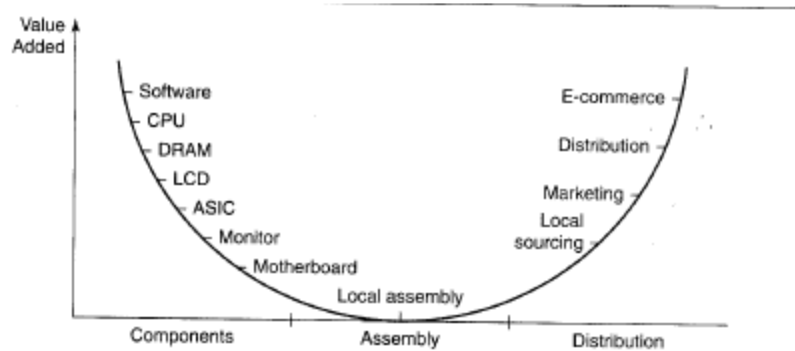 Value
Added
Software
CPU
DRAM
LCD
ASIC
Monitor
Motherboard
Local assembly
E-commerce
Distribution
Marketing
Local
sourcing
Components
Assembly
Distribution